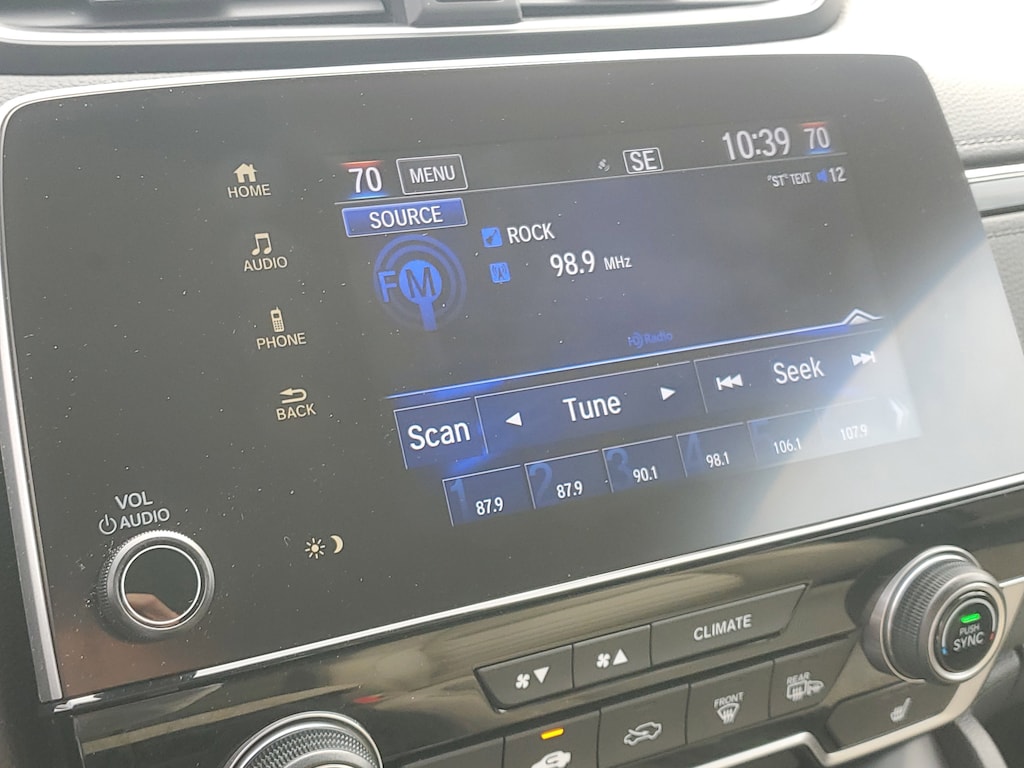 HOME
AUDIO
PHONE
BACK
VOL
AUDIO
70 MENU SE 10:39 70
"ST" TEXT 12
SOURCE
FM
ROCK
98.9 MHz
HD Radio
Scan Tune Seek
1 87.9
2 87.9
3 90.1
4 98.1
5 106.1
107.9
CLIMATE
FRONT
REAR
PUSH
SYNC